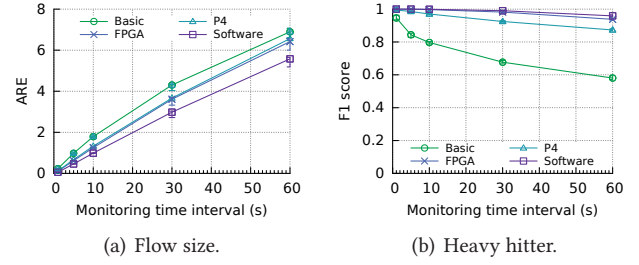 8
6
4
2
0
ARE
Basic
FPGA
P4
Software
0 10 20 30 40 50 60
Monitoring time interval (s)
(a) Flow size.
1
0.8
0.6
0.4
0.2
0
F1 score
Basic
FPGA
P4
Software
0 10 20 30 40 50 60
Monitoring time interval (s)
(b) Heavy hitter.